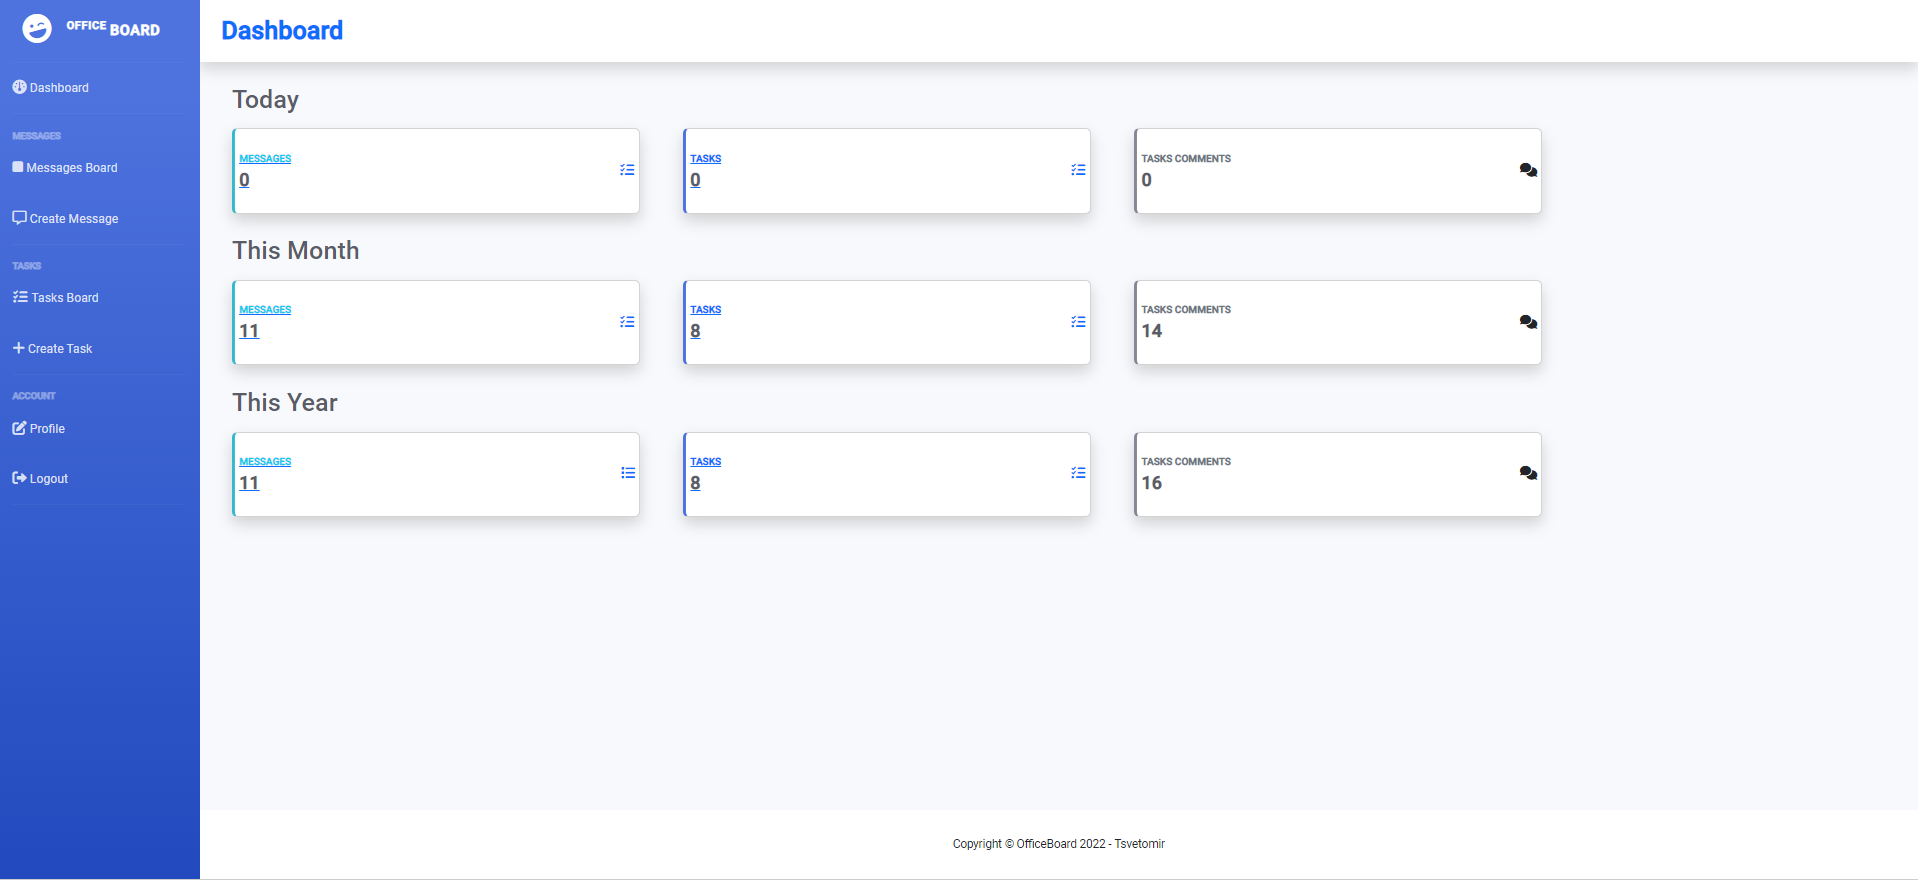 OFFICE BOARD
Dashboard
MESSAGES
Messages Board
Create Message
TASKS
Tasks Board
Create Task
ACCOUNT
Profile
Logout
Dashboard
Today
MESSAGES
0
TASKS
0
TASKS COMMENTS
0
This Month
MESSAGES
11
TASKS
8
TASKS COMMENTS
14
This Year
MESSAGES
11
TASKS
8
TASKS COMMENTS
16
Copyright © OfficeBoard 2022 - Tsvetomir